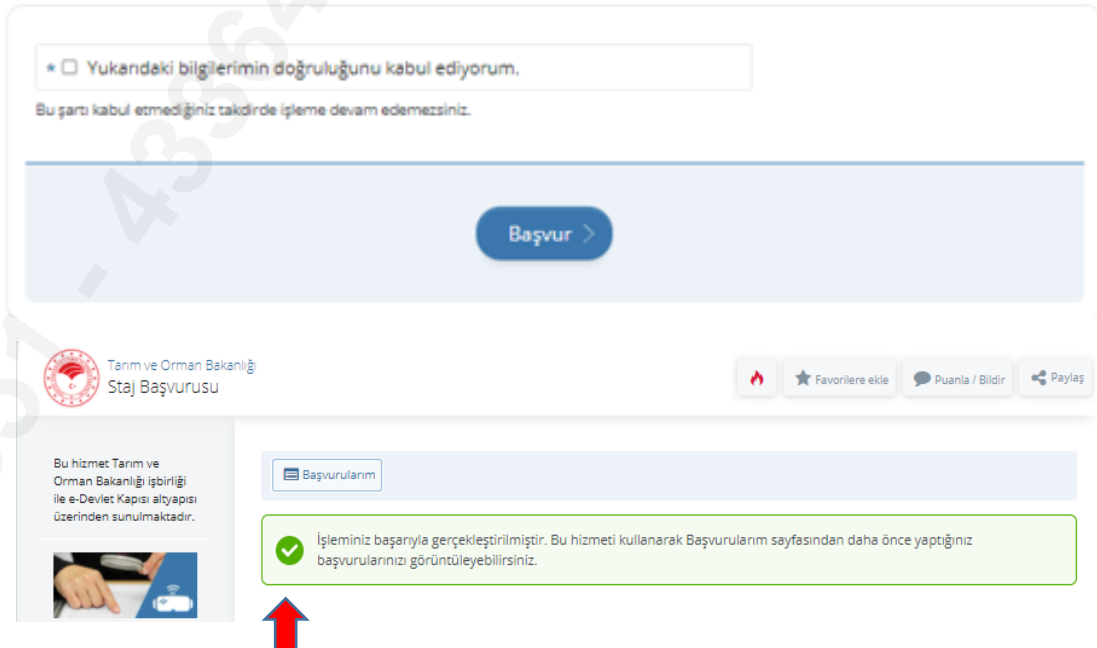 * Yukarıdaki bilgilerimin doğruluğunu kabul ediyorum.
Bu şartı kabul etmediğiniz takdirde işleme devam edemezsiniz.
Başvur >
Tarım ve Orman Bakanlığı
Staj Başvurusu
Favorilere ekle
Puanla / Bildir
Paylaş
Bu hizmet Tarım ve
Orman Bakanlığı işbirliği
ile e-Devlet Kapısı altyapısı
üzerinden sunulmaktadır.
Başvurularım
İşleminiz başarıyla gerçekleştirilmiştir. Bu hizmeti kullanarak Başvurularım sayfasından daha önce yaptığınız
başvurularınızı görüntüleyebilirsiniz.